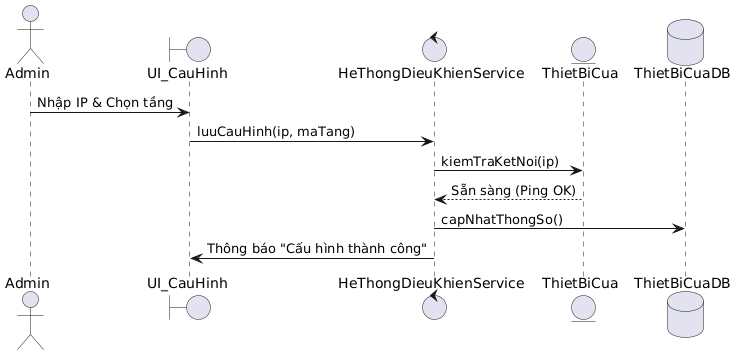 Admin
UI_CauHinh
HeThongDieuKhienService
ThietBiCua
ThietBiCuaDB
Nhập IP & Chọn tầng
luuCauHinh(ip, maTang)
kiemTraKetNoi(ip)
Sẵn sàng (Ping OK)
capNhatThongSo()
Thông báo "Cấu hình thành công"
Admin
UI_CauHinh
HeThongDieuKhienService
ThietBiCua
ThietBiCuaDB